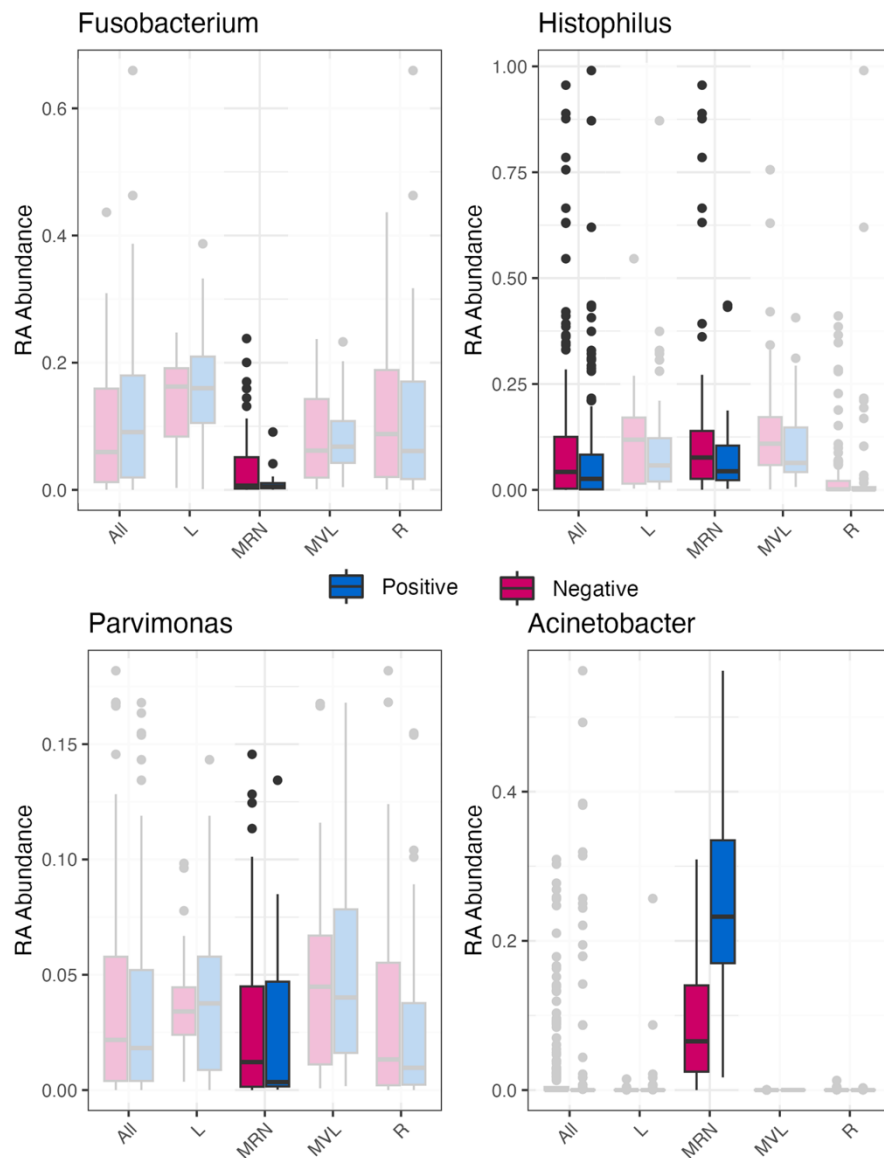 Fusobacterium
Histophilus
RA Abundance
0.6
0.4
0.2
0.0
All
L
MRN
MVL
R
RA Abundance
1.00
0.75
0.50
0.25
0.00
All
L
MRN
MVL
R
Positive
Negative
Parvimonas
Acinetobacter
RA Abundance
0.15
0.10
0.05
0.00
All
L
MRN
MVL
R
RA Abundance
0.4
0.2
0.0
All
L
MRN
MVL
R